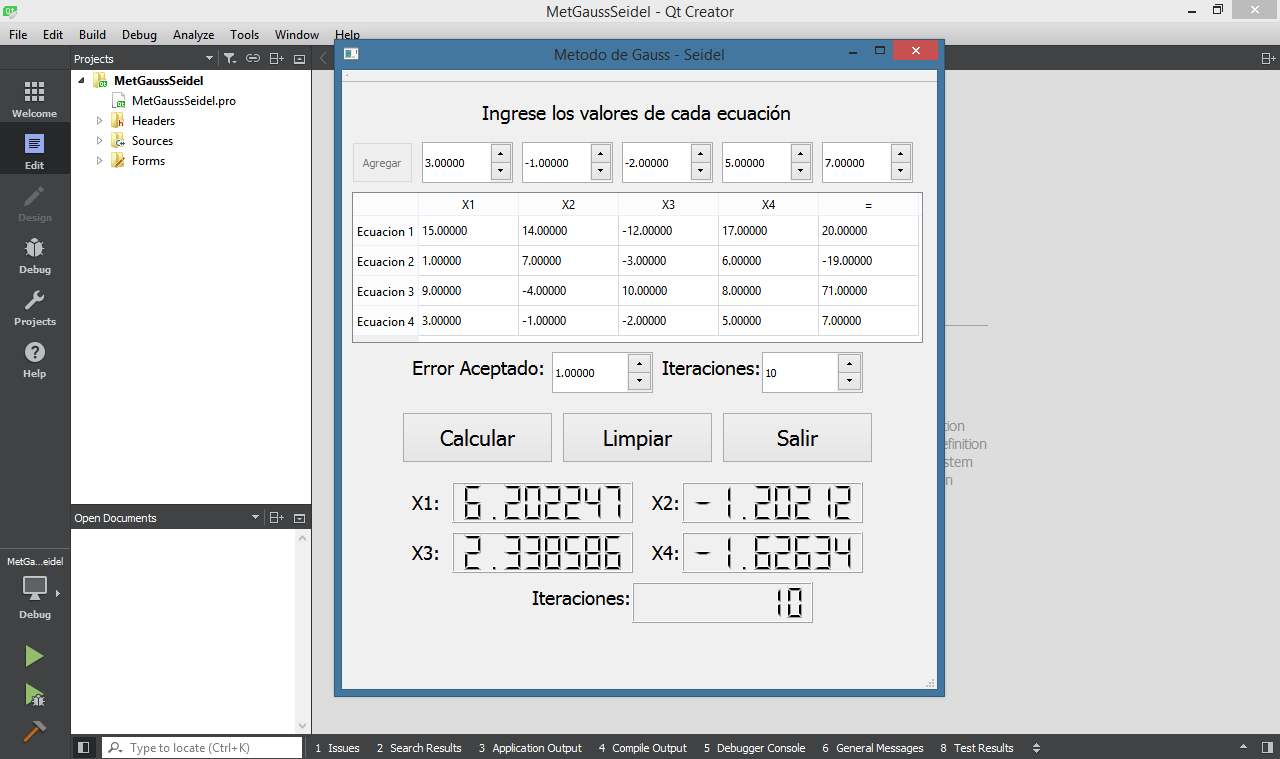 MetGaussSeidel - Qt Creator
File Edit Build Debug Analyze Tools Window Help
Projects
Welcome
Edit
Design
Debug
Projects
Help
MetGaussSeidel
MetGaussSeidel.pro
Headers
Sources
Forms
Open Documents
MetGa...eidel
Debug
Metodo de Gauss - Seidel
Ingrese los valores de cada ecuación
Agregar 3.00000 -1.00000 -2.00000 5.00000 7.00000
X1 X2 X3 X4 =
Ecuacion 1 15.00000 14.00000 -12.00000 17.00000 20.00000
Ecuacion 2 1.00000 7.00000 -3.00000 6.00000 -19.00000
Ecuacion 3 9.00000 -4.00000 10.00000 8.00000 71.00000
Ecuacion 4 3.00000 -1.00000 -2.00000 5.00000 7.00000
Error Aceptado: 1.00000 Iteraciones: 10
Calcular Limpiar Salir
X1: 6.202247 X2: -1.20212
X3: 2.338586 X4: -1.62634
Iteraciones: 10
tion
efinition
stem
n
Type to locate (Ctrl+K)
1 Issues 2 Search Results 3 Application Output 4 Compile Output 5 Debugger Console 6 General Messages 8 Test Results